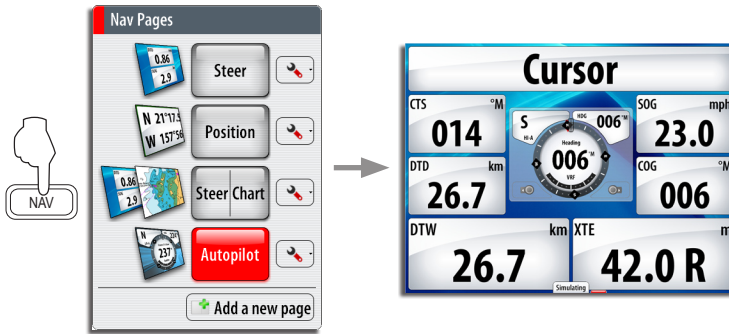 Nav Pages
0.86
2.9
Steer
N 21°17.5
W 157°56
Position
0.86
2.9
Steer Chart
N
237
Autopilot
Add a new page
NAV
Cursor
CTS °M
014
DTD km
26.7
S
HI-A
HDG 006 °M
Heading
006 °M
VRF
SOG mph
23.0
COG °M
006
DTW km
26.7
XTE m
42.0 R
Simulating